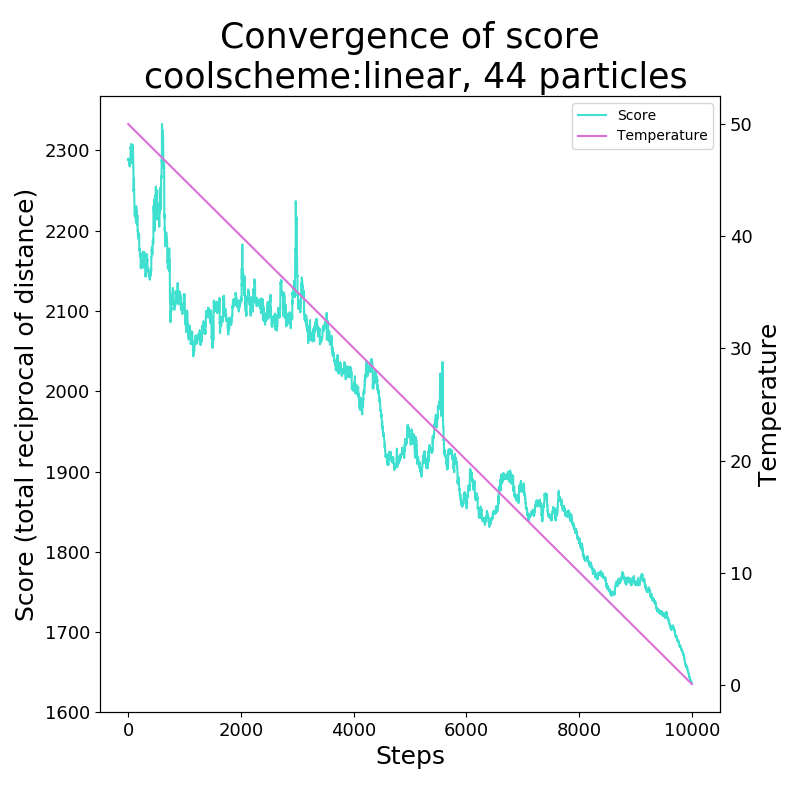 Convergence of score
coolscheme:linear, 44 particles
Score
Temperature
2300
2200
2100
2000
1900
1800
1700
1600
Score (total reciprocal of distance)
50
40
30
20
10
0
Temperature
0 2000 4000 6000 8000 10000
Steps